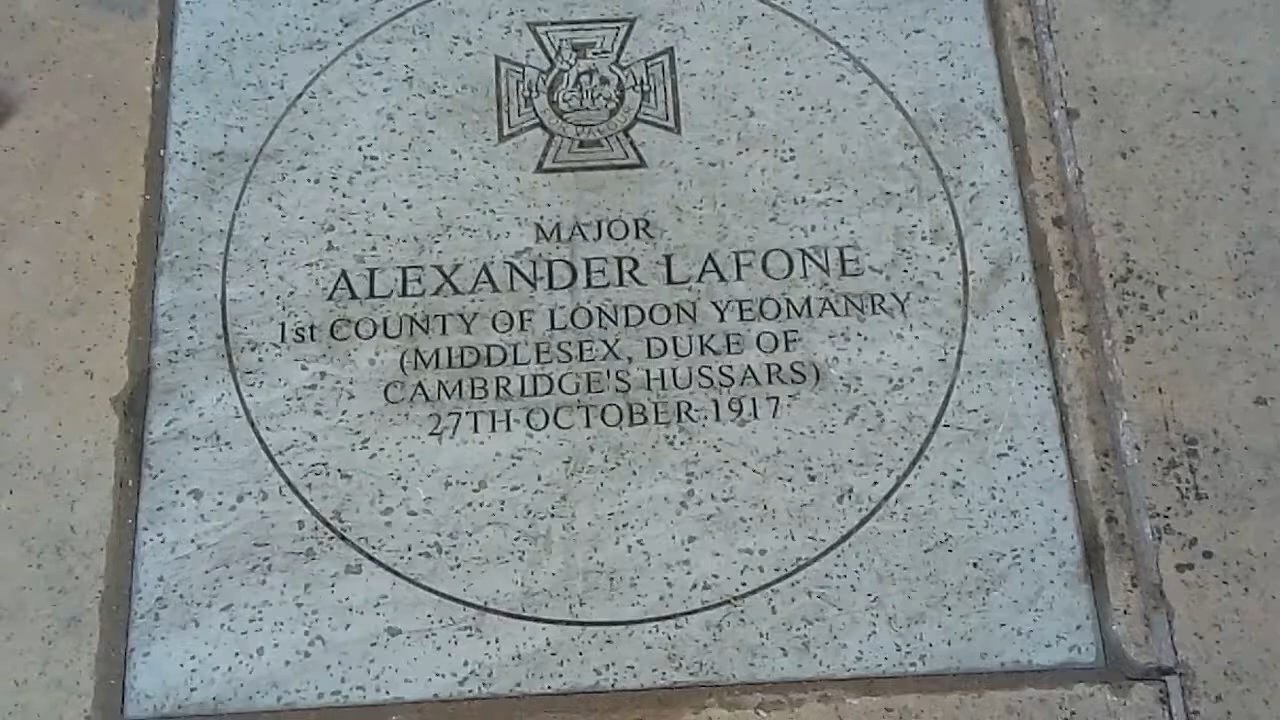 MAJOR
ALEXANDER LAFONE
1st COUNTY OF LONDON YEOMANRY
(MIDDLESEX, DUKE OF
CAMBRIDGE'S HUSSARS)
27TH OCTOBER 1917